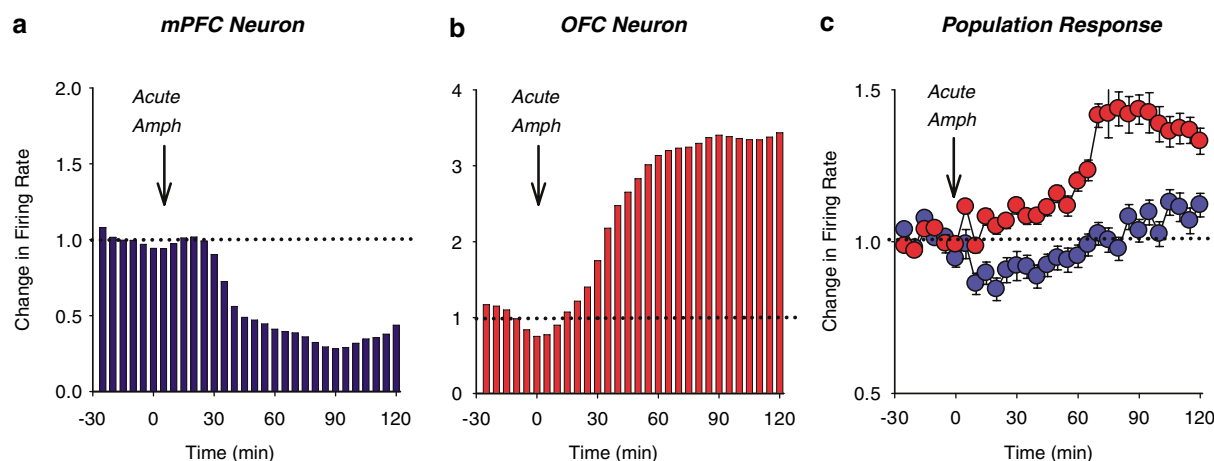 a
mPFC Neuron
2.0
1.5
1.0
0.5
0.0
Change in Firing Rate
Acute
Amph
-30
0
30
60
90
120
Time (min)
b
OFC Neuron
4
3
2
1
0
Acute
Amph
-30
0
30
60
90
120
Time (min)
c
Population Response
1.5
1.0
0.5
Change in Firing Rate
Acute
Amph
-30
0
30
60
90
120
Time (min)